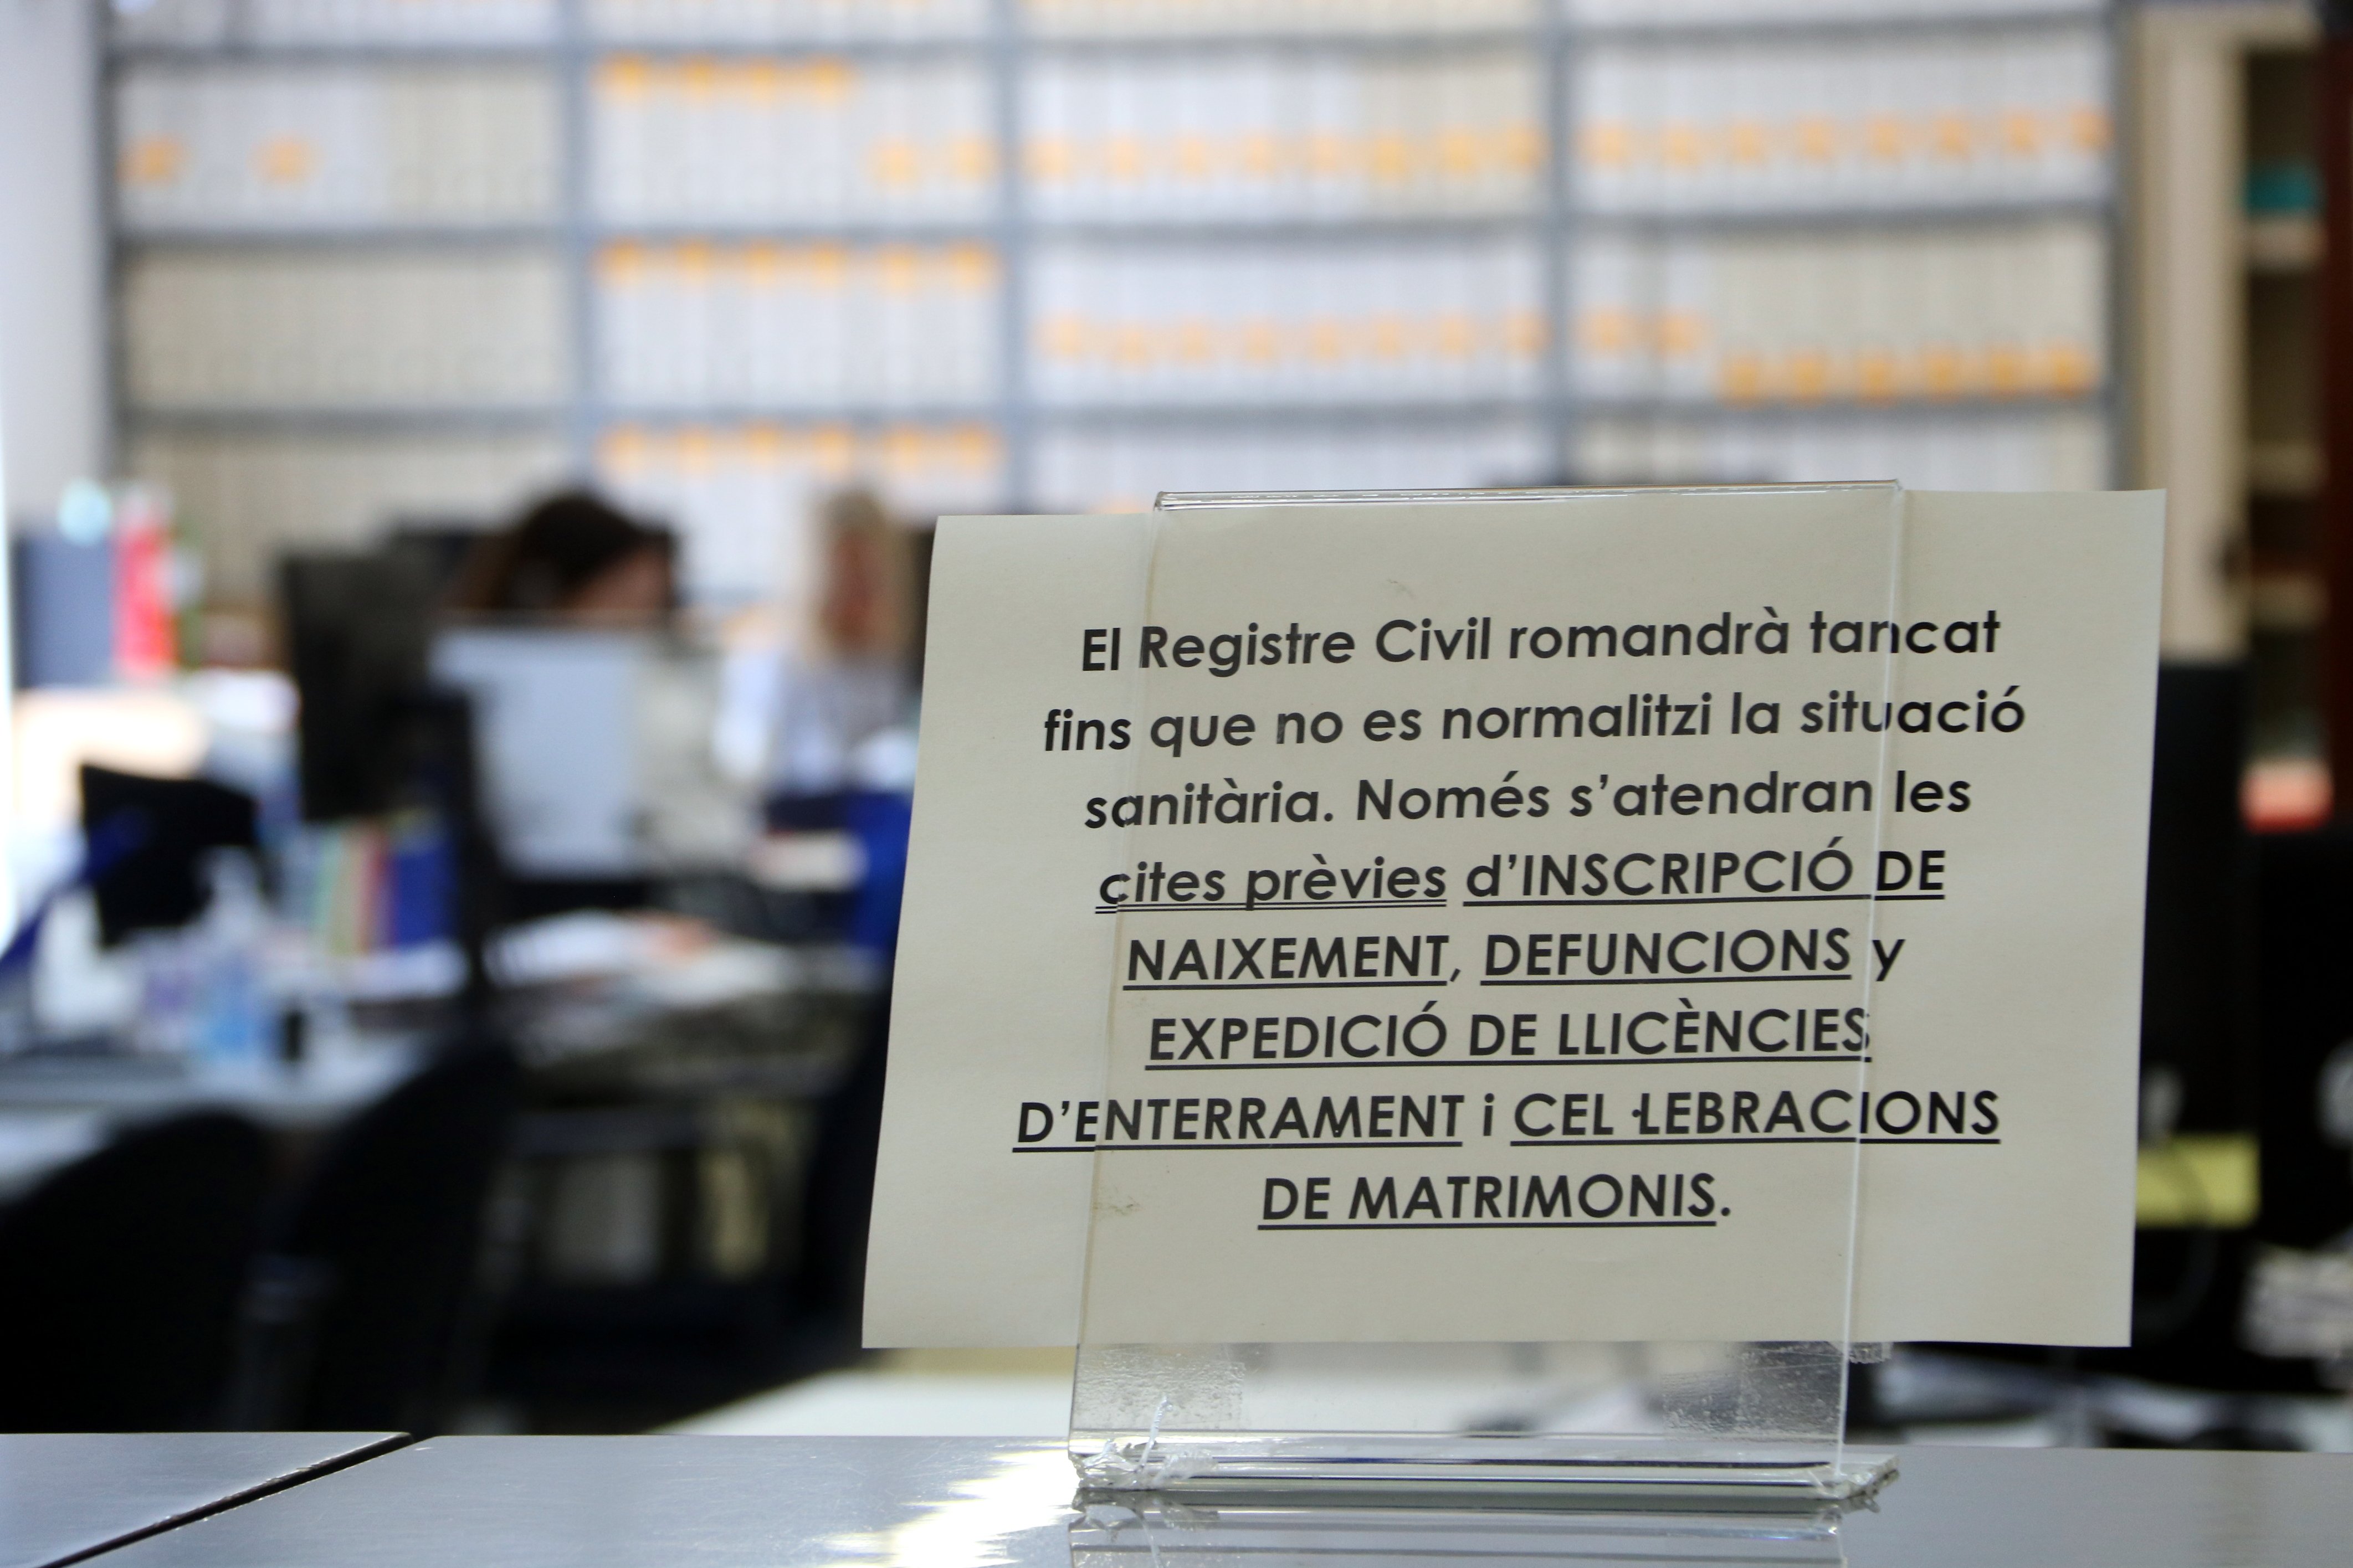 El Registre Civil romandrà tancat
fins que no es normalitzi la situació
sanitària. Només s’atendran les
cites prèvies d’INSCRIPCIÓ DE
NAIXEMENT, DEFUNCIONS y
EXPEDICIÓ DE LLICÈNCIES
D’ENTERRAMENT i CEL·LEBRACIONS
DE MATRIMONIS.